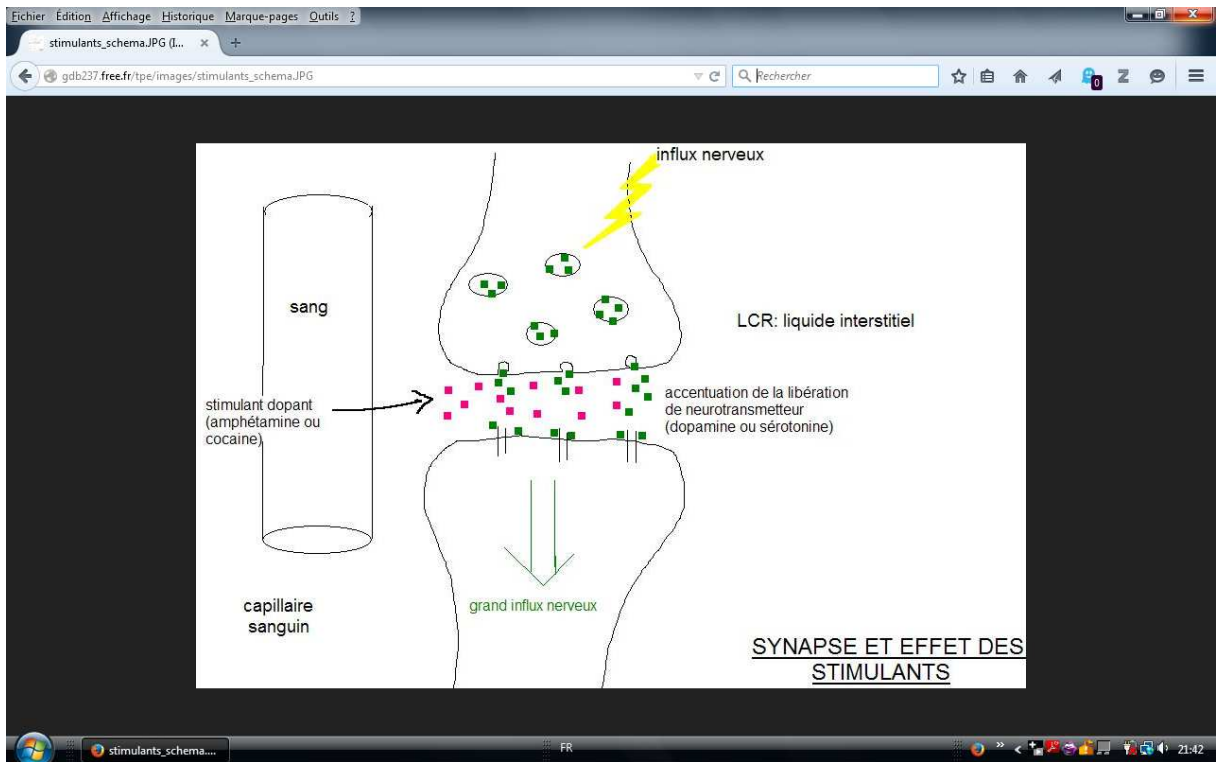 Fichier Édition Affichage Historique Marque-pages Outils ?
stimulants_schema.JPG (I...
gdb237.free.fr/tpe/images/stimulants_schema.JPG
Rechercher
0
influx nerveux
sang
LCR: liquide interstitiel
stimulant dopant
(amphétamine ou
cocaine)
accentuation de la libération
de neurotransmetteur
(dopamine ou sérotonine)
capillaire
sanguin
grand influx nerveux
SYNAPSE ET EFFET DES
STIMULANTS
stimulants_schema....
FR
21:42